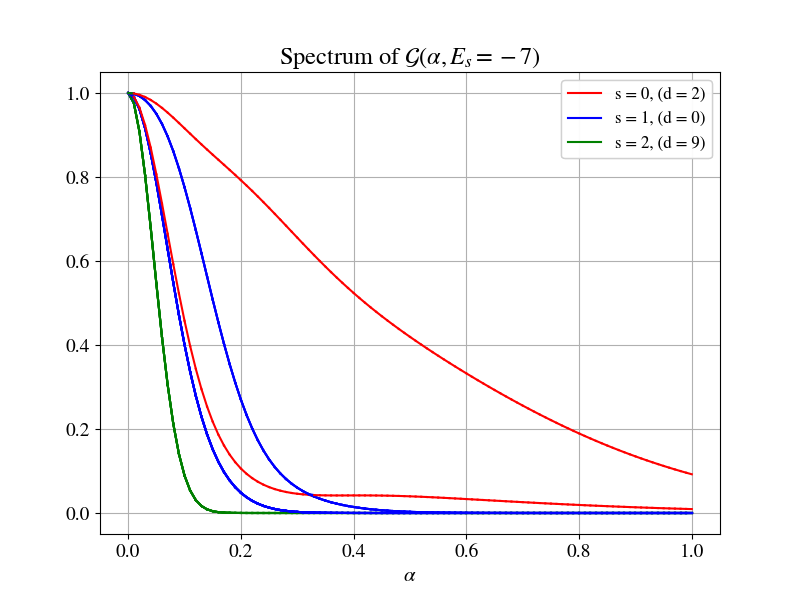 Spectrum of 𝒢(α, E_s = −7)
s = 0, (d = 2)
s = 1, (d = 0)
s = 2, (d = 9)
1.0
0.8
0.6
0.4
0.2
0.0
0.0 0.2 0.4 0.6 0.8 1.0
α